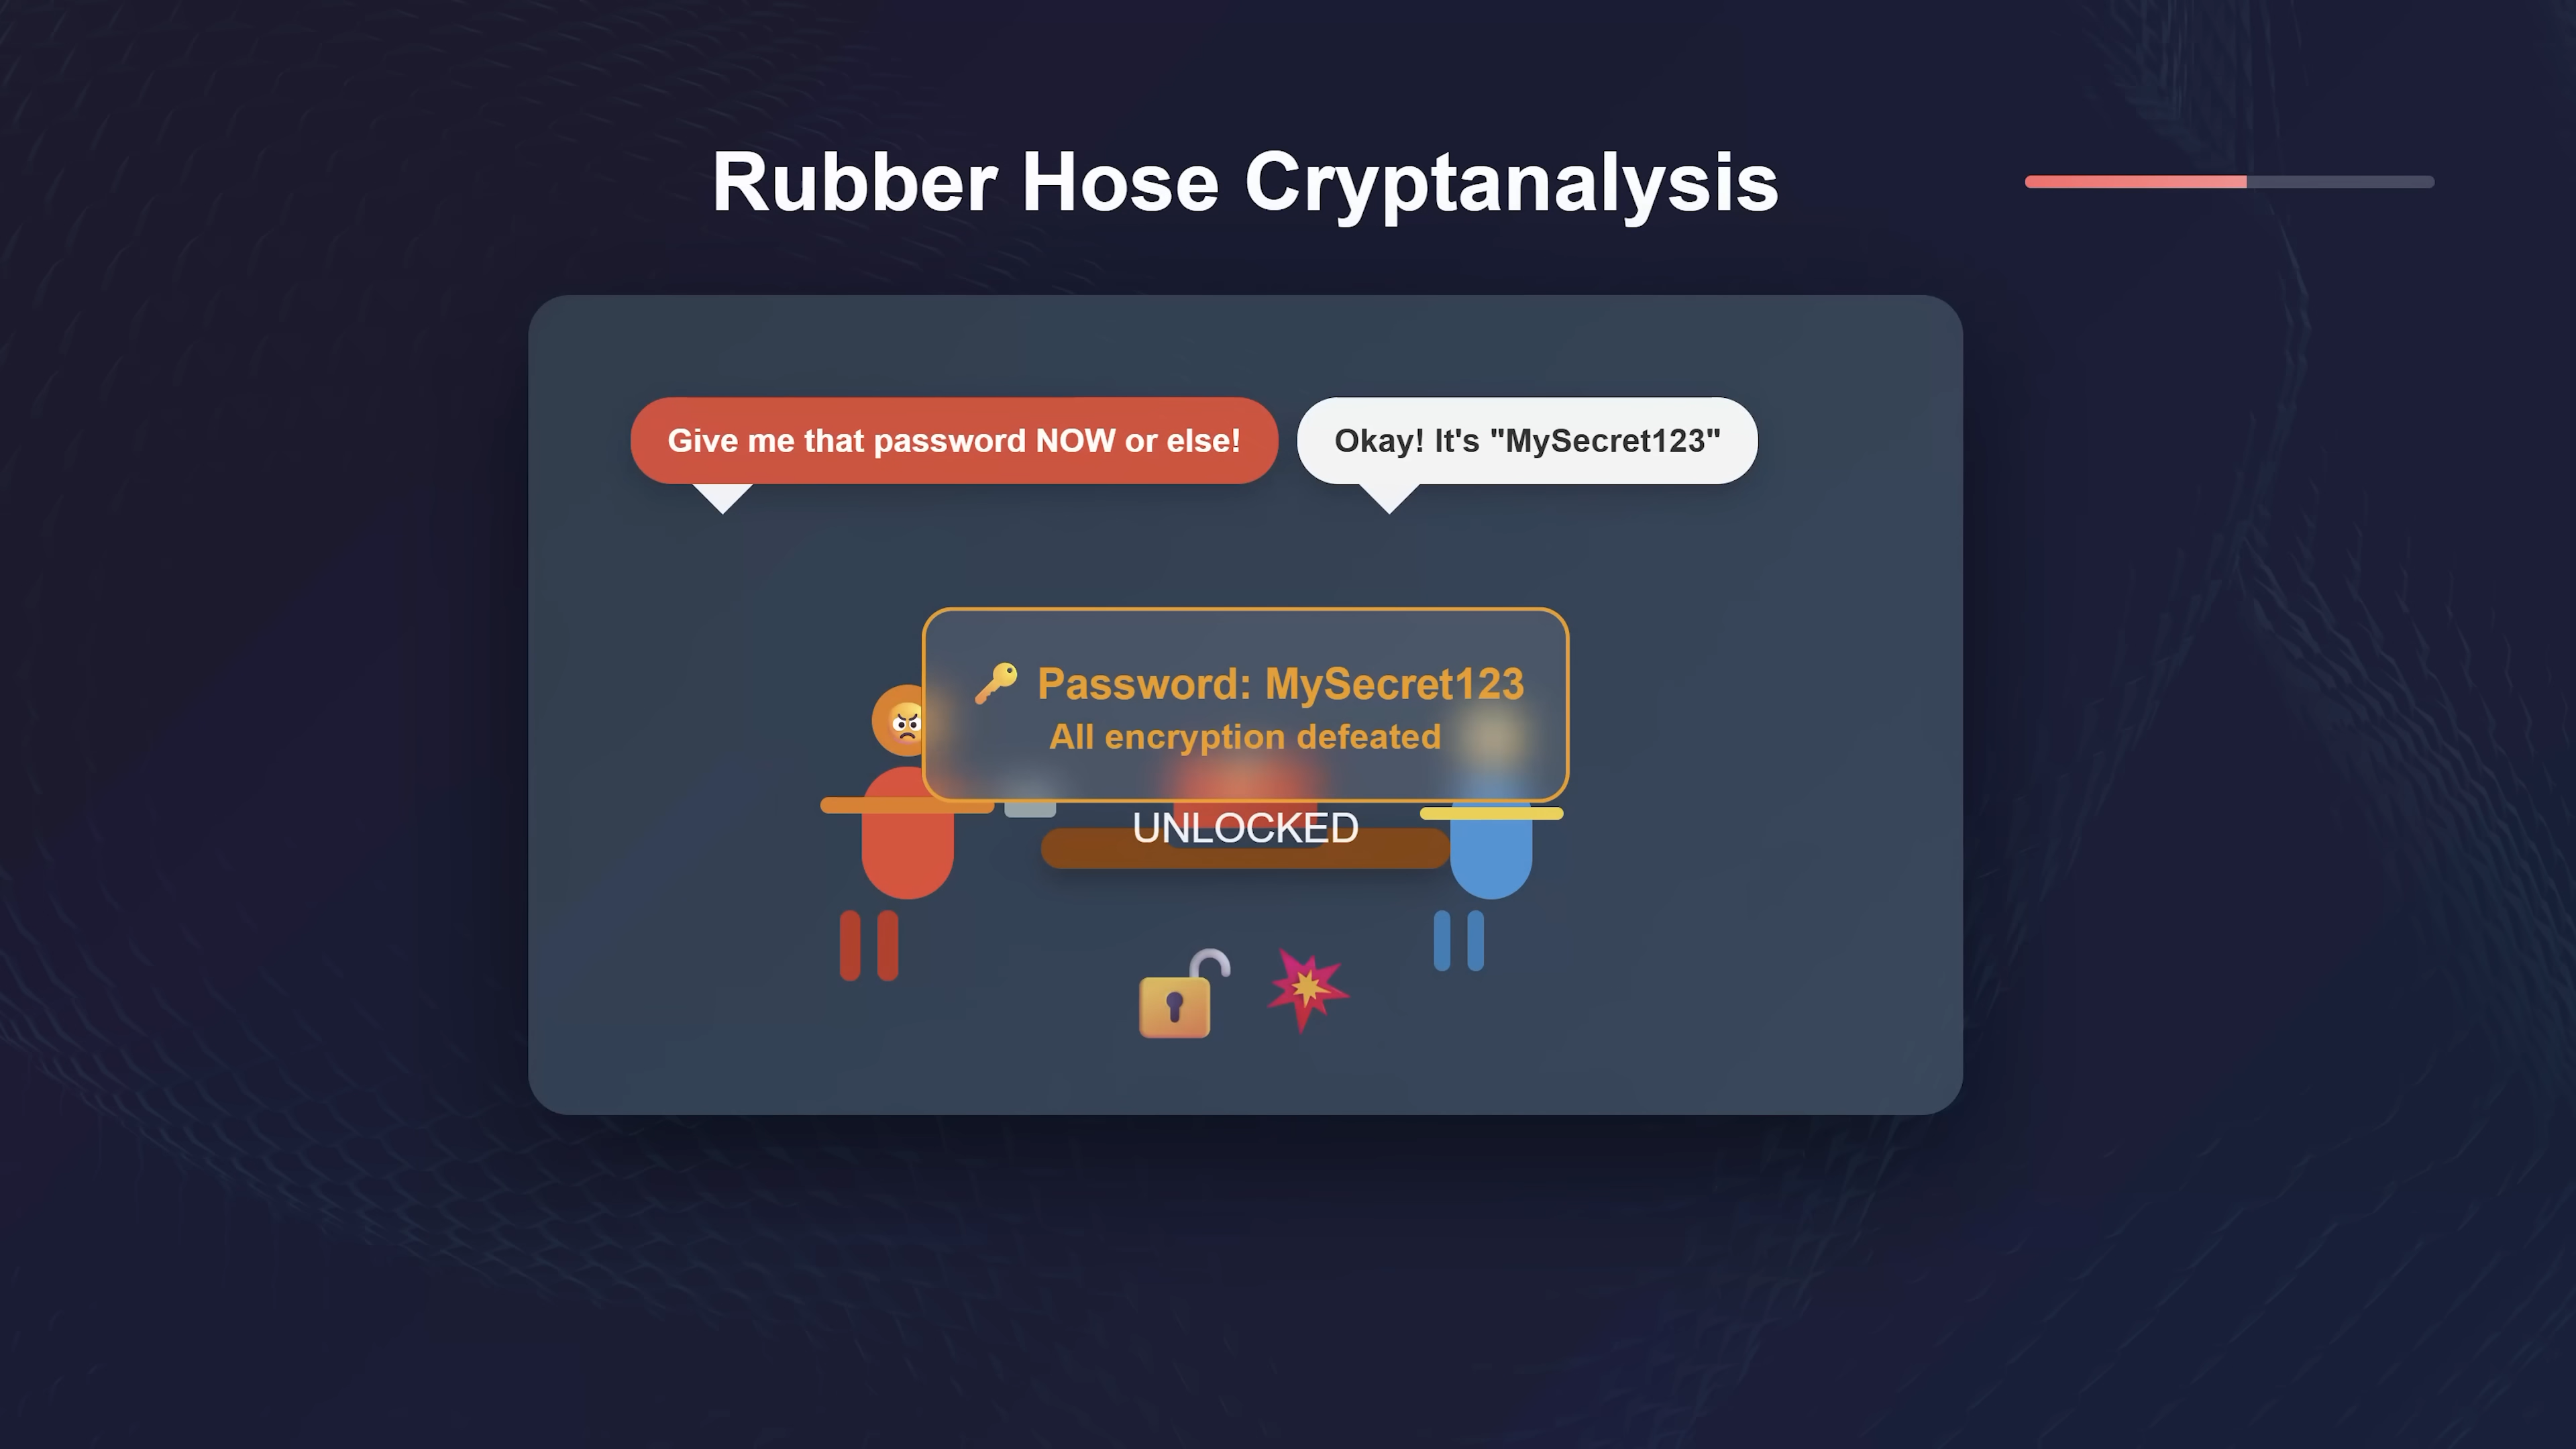 Rubber Hose Cryptanalysis
Give me that password NOW or else!
Okay! It's "MySecret123"
Password: MySecret123
All encryption defeated
UNLOCKED